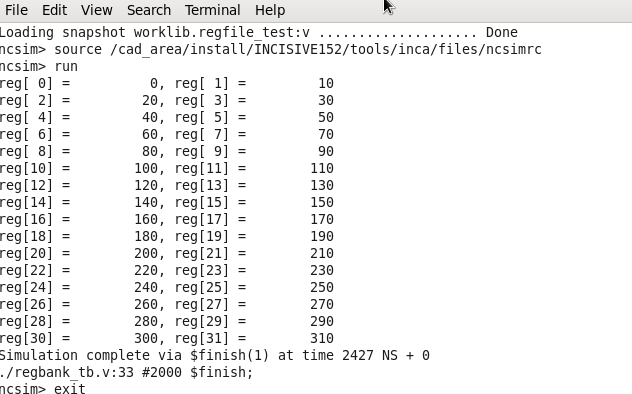 File Edit View Search Terminal Help
Loading snapshot worklib.regfile_test:v .................... Done
ncsim> source /cad_area/install/INCISIVE152/tools/inca/files/ncsimrc
ncsim> run
reg[ 0] =          0, reg[ 1] =         10
reg[ 2] =         20, reg[ 3] =         30
reg[ 4] =         40, reg[ 5] =         50
reg[ 6] =         60, reg[ 7] =         70
reg[ 8] =         80, reg[ 9] =         90
reg[10] =        100, reg[11] =        110
reg[12] =        120, reg[13] =        130
reg[14] =        140, reg[15] =        150
reg[16] =        160, reg[17] =        170
reg[18] =        180, reg[19] =        190
reg[20] =        200, reg[21] =        210
reg[22] =        220, reg[23] =        230
reg[24] =        240, reg[25] =        250
reg[26] =        260, reg[27] =        270
reg[28] =        280, reg[29] =        290
reg[30] =        300, reg[31] =        310
Simulation complete via $finish(1) at time 2427 NS + 0
./regbank_tb.v:33 #2000 $finish;
ncsim> exit